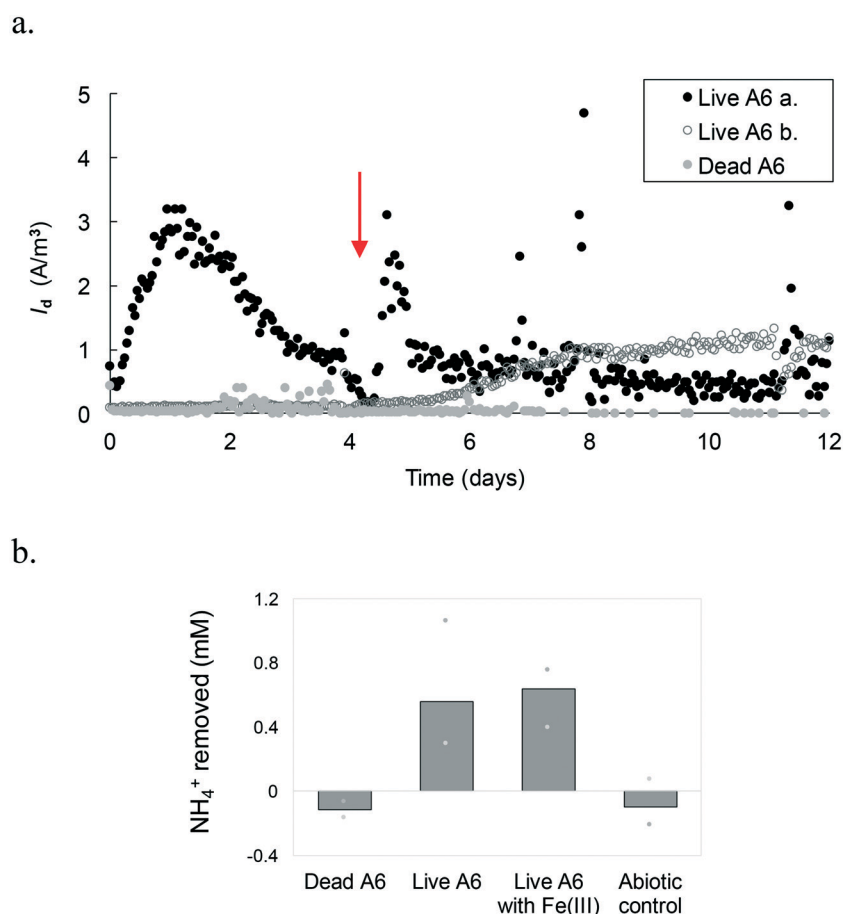 a.
5
4
3
2
1
0
I_d (A/m³)
Live A6 a.
Live A6 b.
Dead A6
0 2 4 6 8 10 12
Time (days)
b.
1.2
0.8
0.4
0
-0.4
NH₄⁺ removed (mM)
Dead A6 Live A6 Live A6 Abiotic
with Fe(III) control